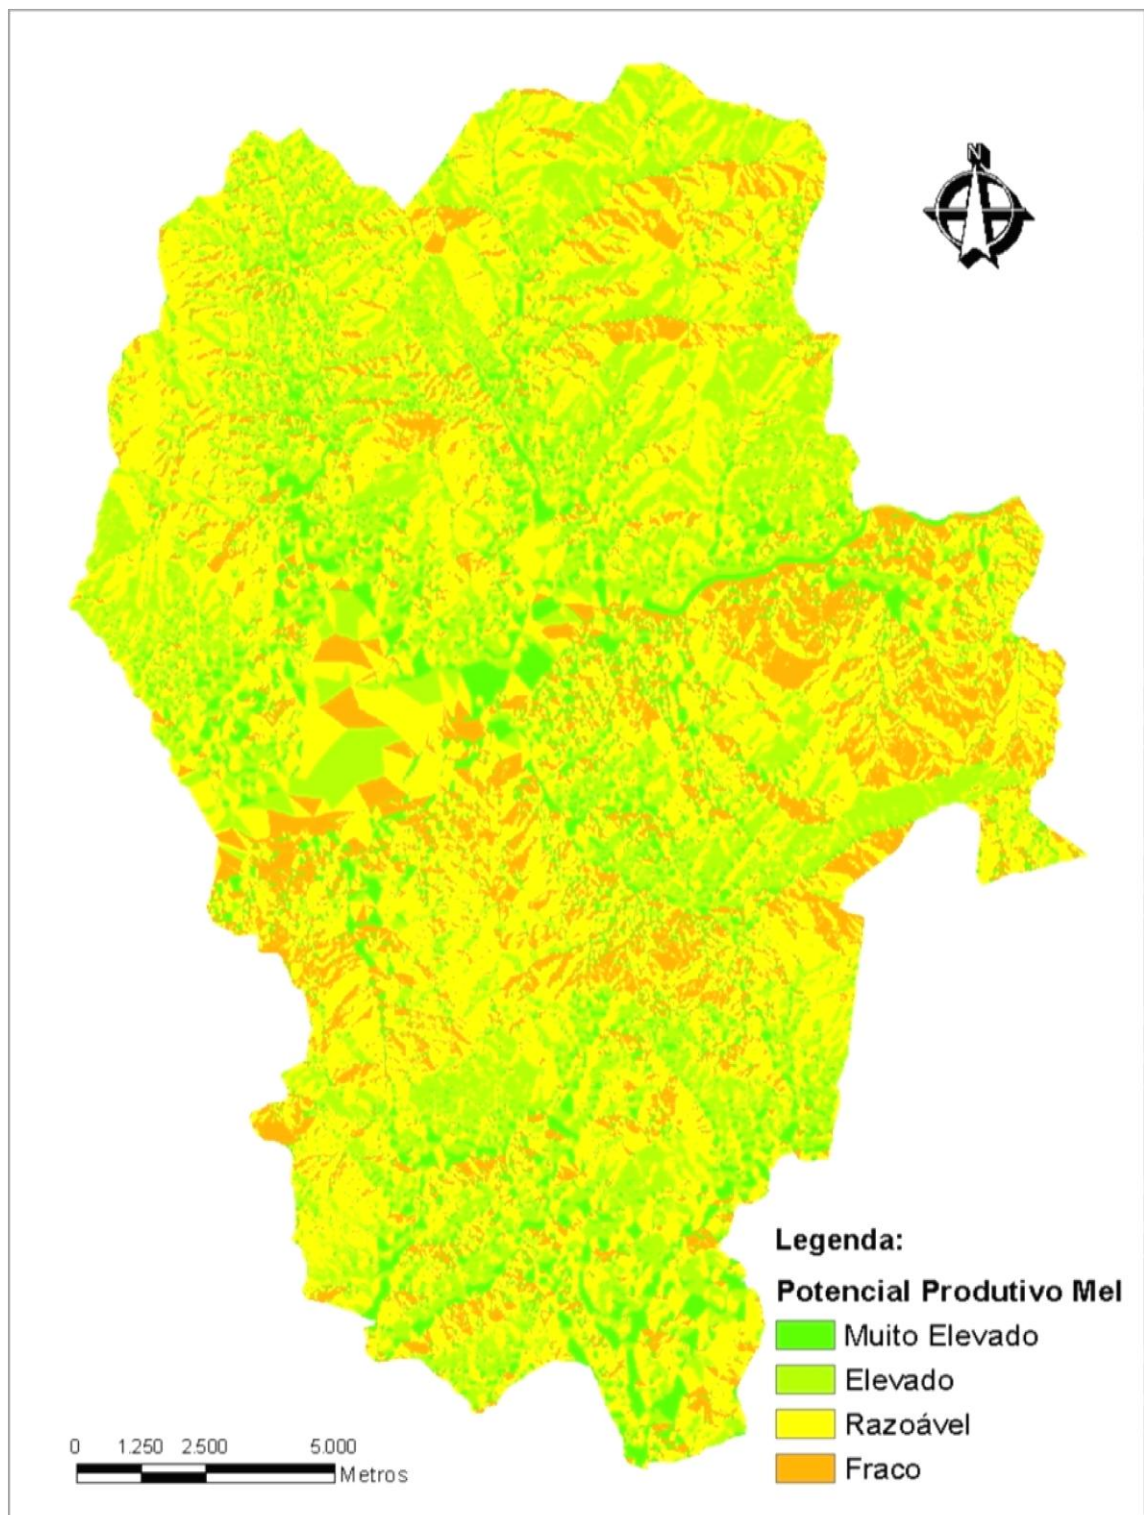 N
Legenda:
Potencial Produtivo Mel
Muito Elevado
Elevado
Razoável
Fraco
0 1.250 2.500 5.000
Metros